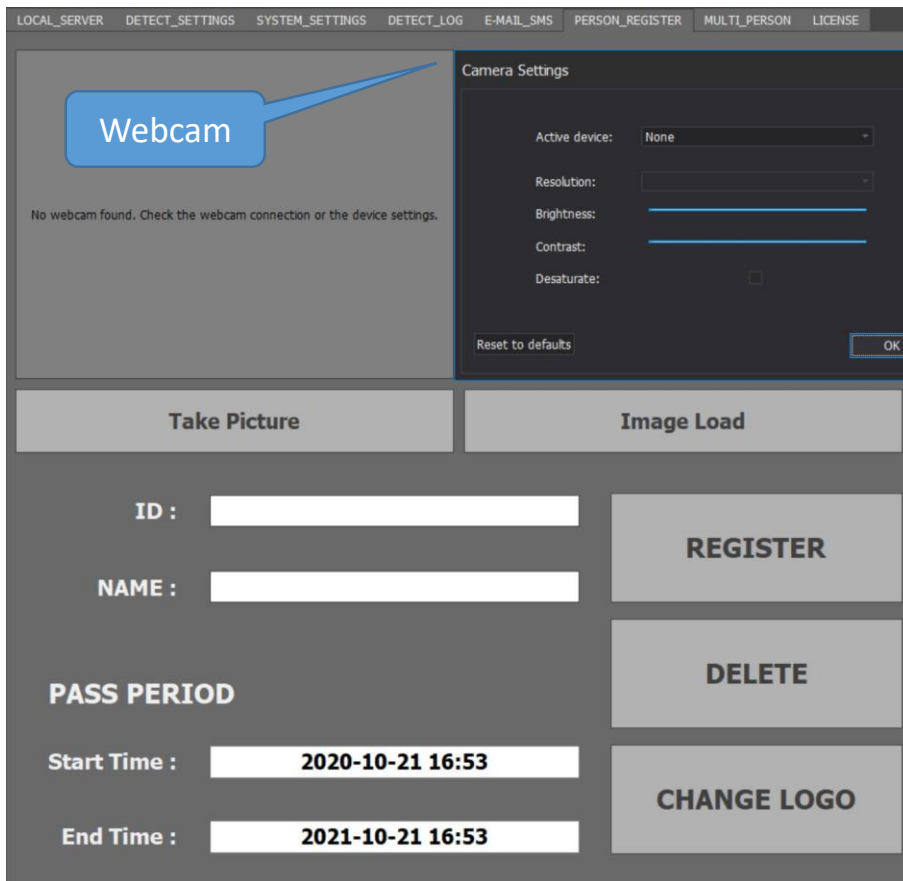 LOCAL_SERVER DETECT_SETTINGS SYSTEM_SETTINGS DETECT_LOG E-MAIL_SMS PERSON_REGISTER MULTI_PERSON LICENSE
Webcam
No webcam found. Check the webcam connection or the device settings.
Camera Settings
Active device: None
Resolution:
Brightness:
Contrast:
Desaturate:
Reset to defaults OK
Take Picture Image Load
ID :
NAME :
REGISTER
DELETE
PASS PERIOD
Start Time : 2020-10-21 16:53
CHANGE LOGO
End Time : 2021-10-21 16:53